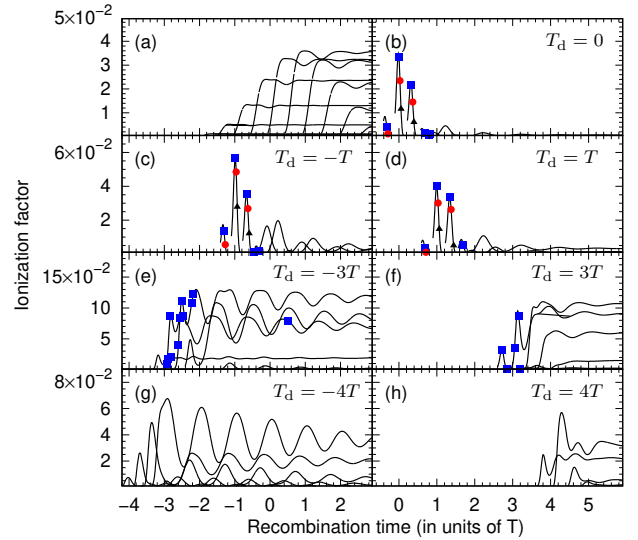 5×10⁻² (a) (b) T_d = 0
4
3
2
1
6×10⁻² (c) T_d = −T (d) T_d = T
4
2
Ionization factor
15×10⁻² (e) T_d = −3T (f) T_d = 3T
10
5
8×10⁻² (g) T_d = −4T (h) T_d = 4T
6
4
2
−4 −3 −2 −1 0 1 2 0 1 2 3 4 5
Recombination time (in units of T)